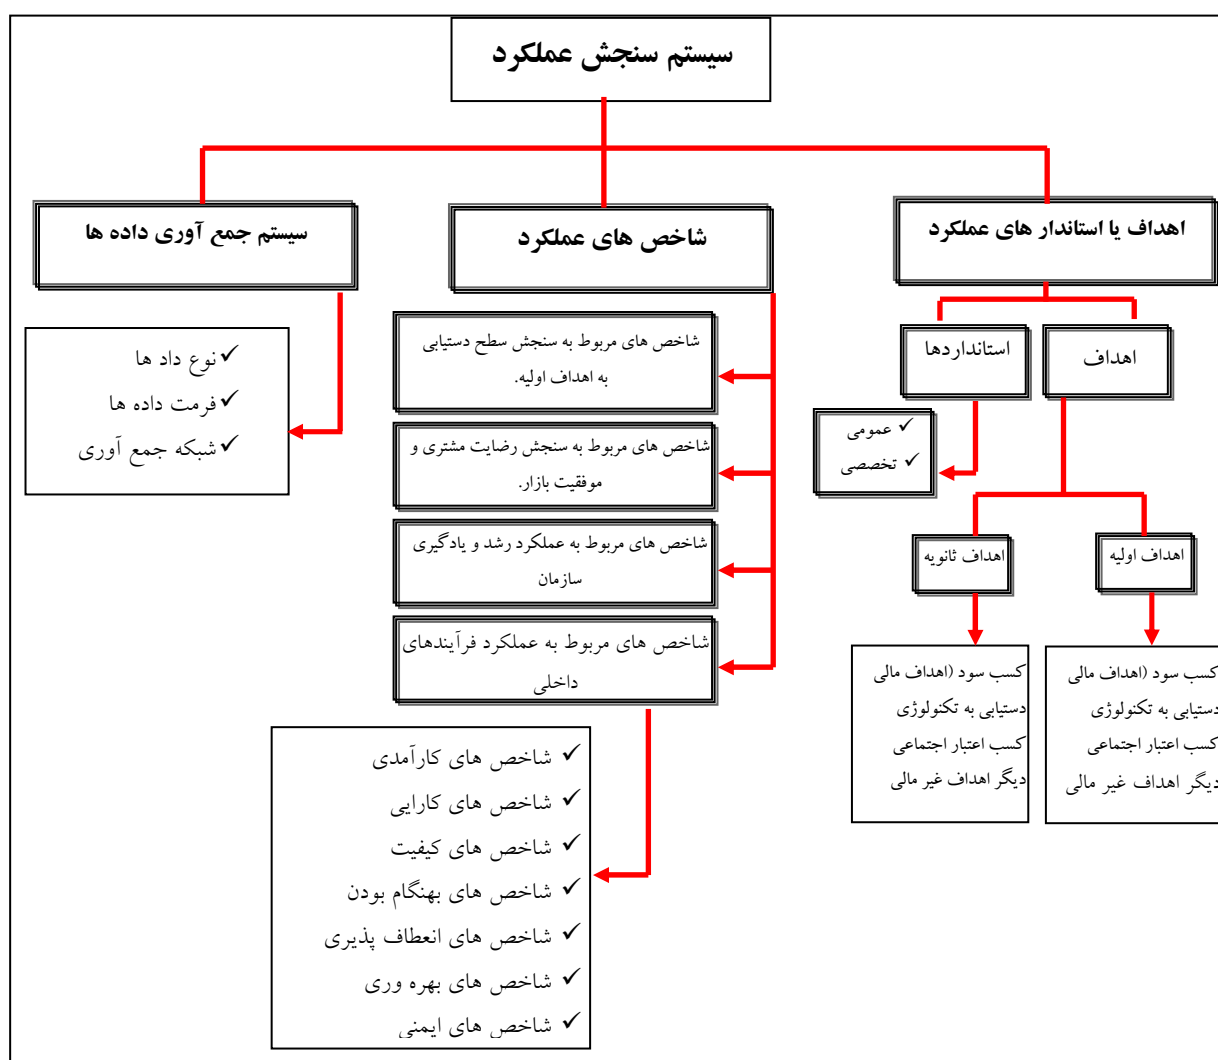 سیستم سنجش عملکرد
اهداف یا استاندار های عملکرد
شاخص های عملکرد
سیستم جمع آوری داده ها
اهداف
استانداردها
✓ عمومی
✓ تخصصی
اهداف اولیه
اهداف ثانویه
کسب سود (اهداف مالی
دستیابی به تکنولوژی
کسب اعتبار اجتماعی
دیگر اهداف غیر مالی
کسب سود (اهداف مالی
دستیابی به تکنولوژی
کسب اعتبار اجتماعی
دیگر اهداف غیر مالی
شاخص های مربوط به سنجش سطح دستیابی
به اهداف اولیه.
شاخص های مربوط به سنجش رضایت مشتری و
موفقیت بازار.
شاخص های مربوط به عملکرد رشد و یادگیری
سازمان
شاخص های مربوط به عملکرد فرآیندهای
داخلی
✓ شاخص های کارآمدی
✓ شاخص های کارایی
✓ شاخص های کیفیت
✓ شاخص های بهنگام بودن
✓ شاخص های انعطاف پذیری
✓ شاخص های بهره وری
✓ شاخص های ایمنی
✓ نوع داد ها
✓ فرمت داده ها
✓ شبکه جمع آوری